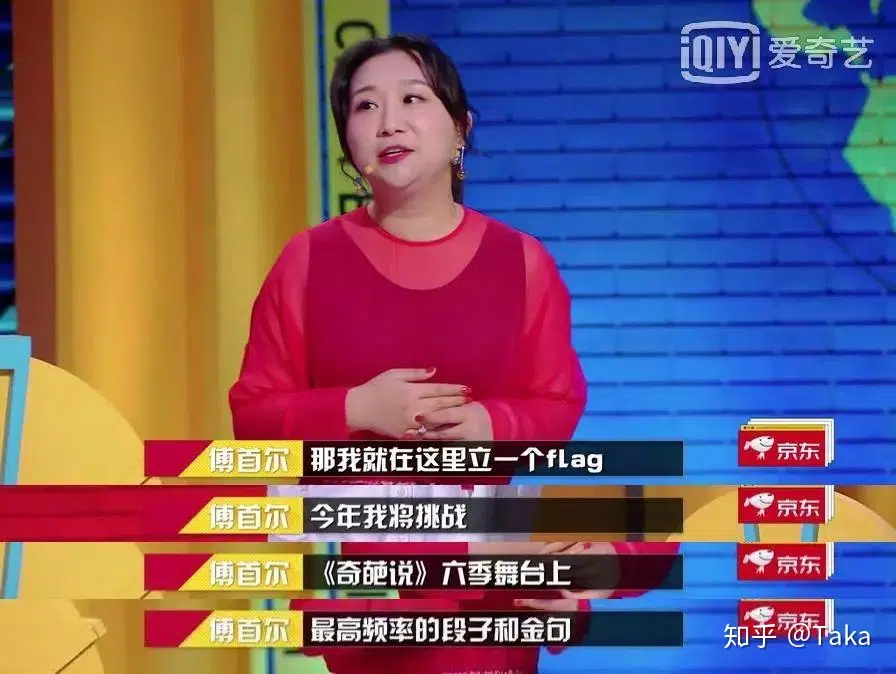 iQIYI 爱奇艺
傅首尔 那我就在这里立一个flag
京东
傅首尔 今年我将挑战
京东
傅首尔 《奇葩说》六季舞台上
京东
傅首尔 最高频率的段子和金句
京东
知乎 @Taka